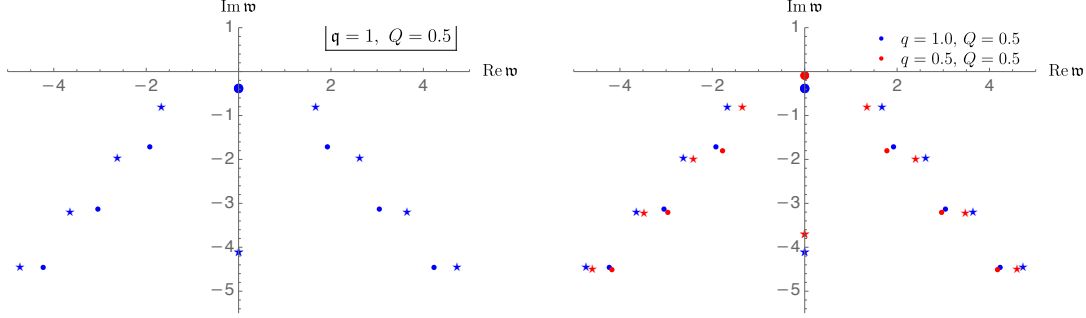 Im 𝔴
1
𝔮 = 1, Q = 0.5
−4 −2 2 4 Re 𝔴
−1
−2
−3
−4
−5
Im 𝔴
1
q = 1.0, Q = 0.5
q = 0.5, Q = 0.5
−4 −2 2 4 Re 𝔴
−1
−2
−3
−4
−5